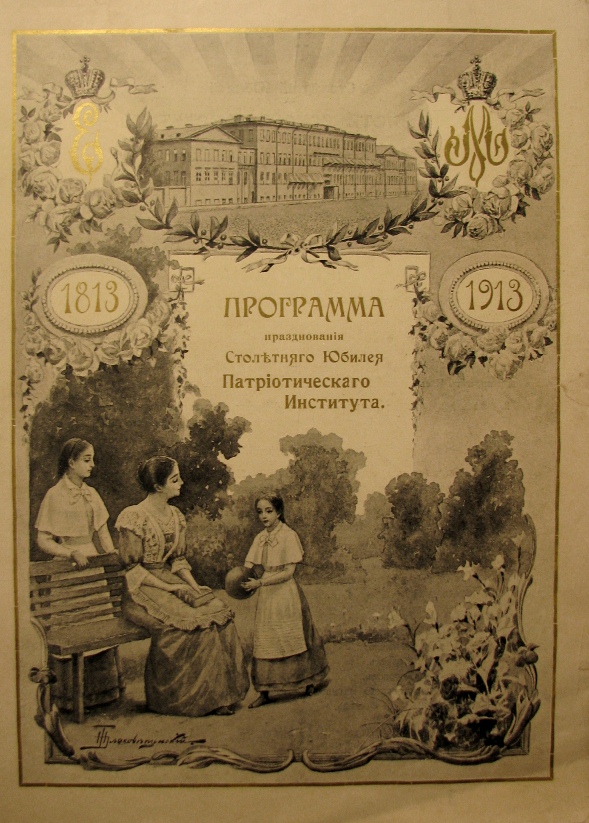 1813
1913
ПРОГРАММА
празднованія
Столѣтняго Юбилея
Патріотическаго
Института.